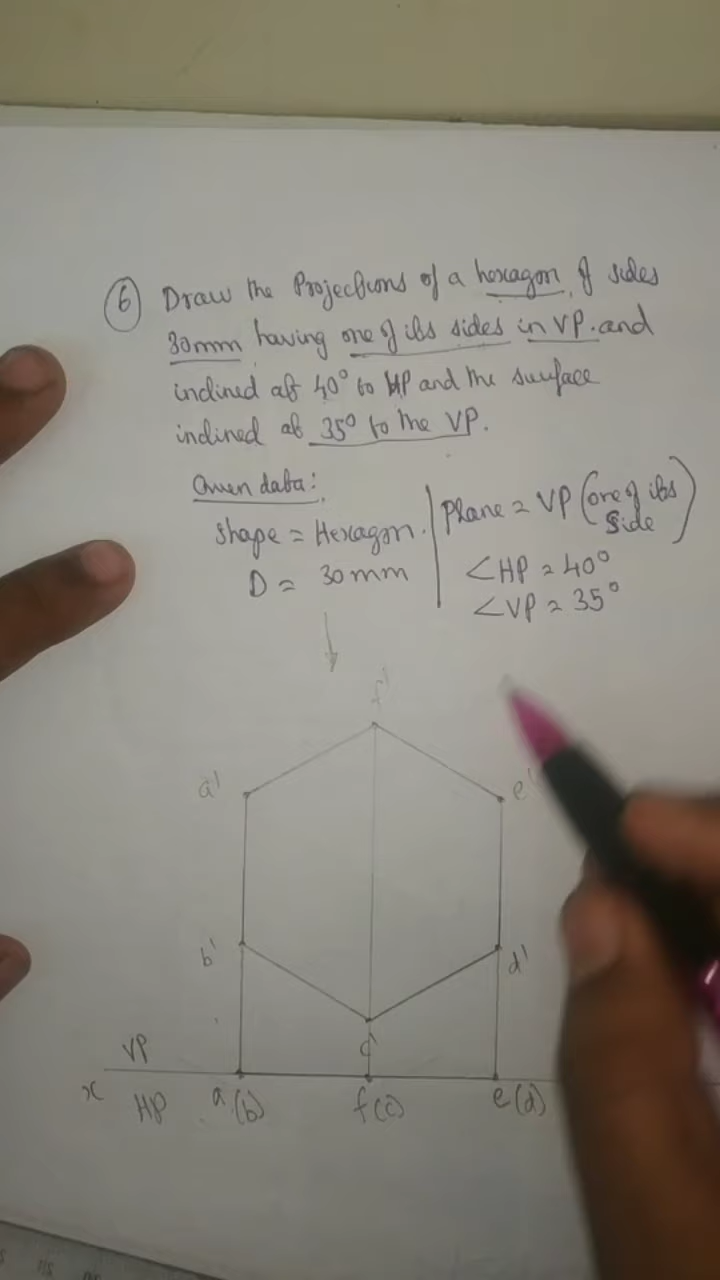 6 Draw the Projections of a hexagon of sides
30mm having one of its sides in VP. and
inclined at 40° to HP and the surface
inclined at 35° to the VP.
Given data:
Shape = Hexagon.
D = 30mm
Plane = VP (one of its
Side)
∠HP = 40°
∠VP = 35°
f'
a' e'
b' d'
c'
VP
x HP a (b) f(c) e(d)